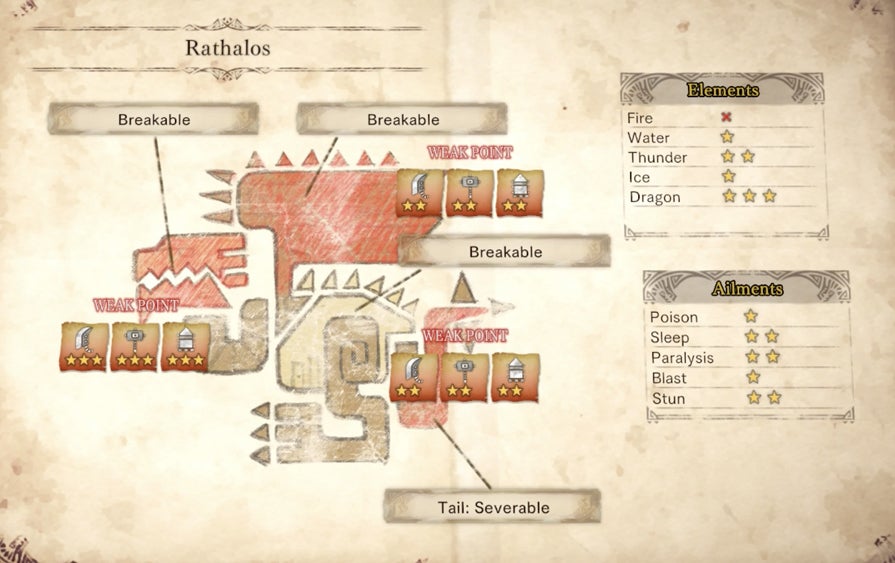 Rathalos
Breakable
Breakable
WEAK POINT
Breakable
WEAK POINT
WEAK POINT
Tail: Severable
Elements
Fire
Water
Thunder
Ice
Dragon
Ailments
Poison
Sleep
Paralysis
Blast
Stun